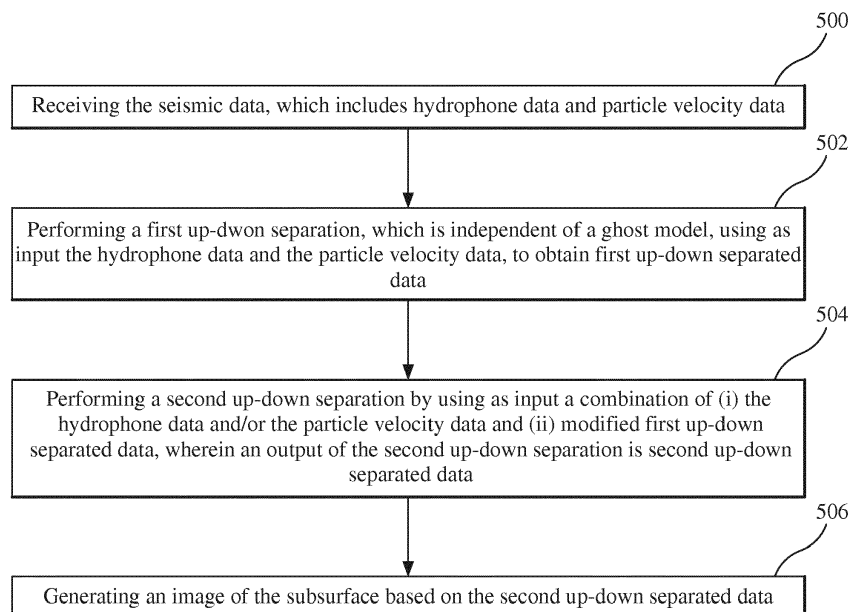 500
Receiving the seismic data, which includes hydrophone data and particle velocity data
502
Performing a first up-dwon separation, which is independent of a ghost model, using as
input the hydrophone data and the particle velocity data, to obtain first up-down separated
data
504
Performing a second up-down separation by using as input a combination of (i) the
hydrophone data and/or the particle velocity data and (ii) modified first up-down
separated data, wherein an output of the second up-down separation is second up-down
separated data
506
Generating an image of the subsurface based on the second up-down separated data